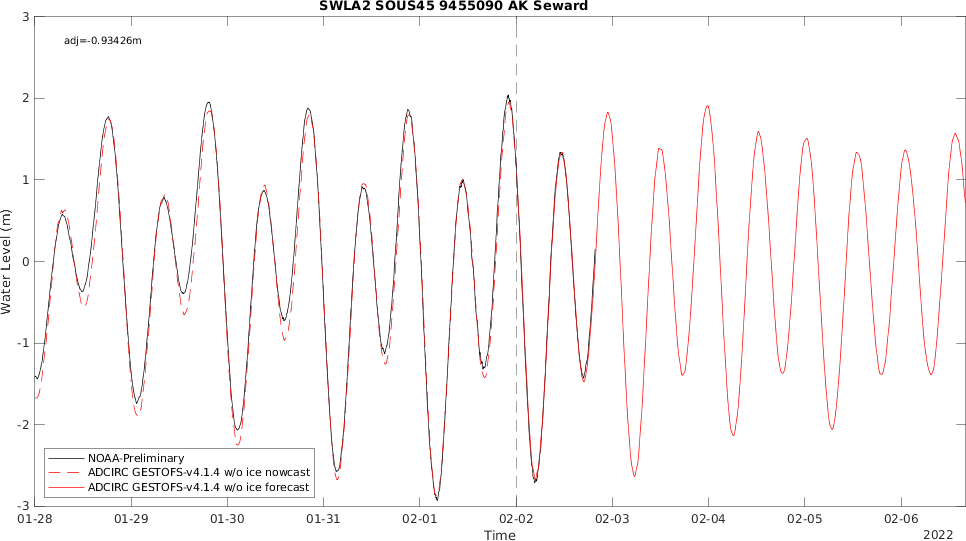 SWLA2 SOUS45 9455090 AK Seward
3
adj=-0.93426m
2
1
0
-1
-2
-3
Water Level (m)
NOAA-Preliminary
ADCIRC GESTOFS-v4.1.4 w/o ice nowcast
ADCIRC GESTOFS-v4.1.4 w/o ice forecast
01-28 01-29 01-30 01-31 02-01 02-02 02-03 02-04 02-05 02-06
Time
2022